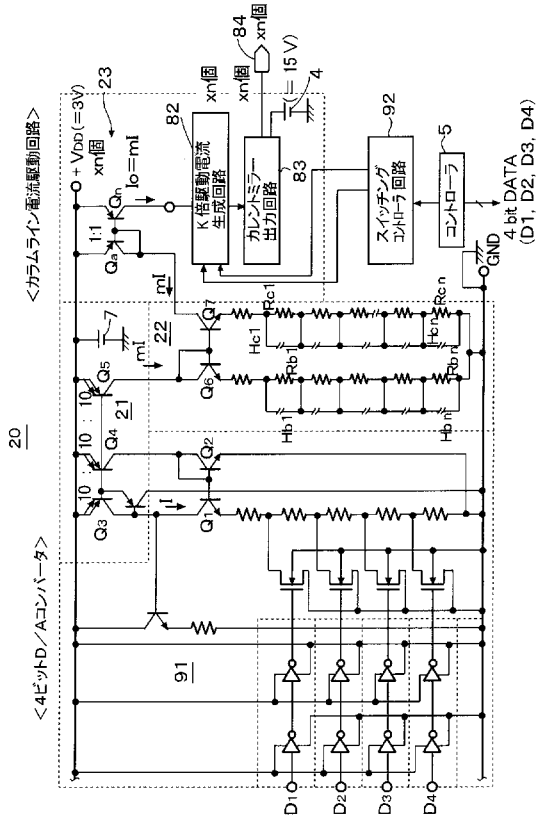 20
<4ビットD/Aコンバータ>
<カラムライン電流駆動回路>
+VDD(=3V)
xn個
23
Qa
1:1
Qn
Io=mI
82
xn個
K倍駆動電流
生成回路
xn個
84
xn個
カレントミラー
出力回路
83
(=15V)
4
92
スイッチング
コントローラ
回路
5
コントローラ
4 bit DATA
(D1, D2, D3, D4)
GND
10 : 10 : 10
Q3
Q4
Q5
21
7
mI
mI
22
I
Q1
Q2
Q6
Q7
Hb1
Rb1
Hbn
Rbn
Hc1
Rc1
Hcn
Rcn
91
D1
D2
D3
D4